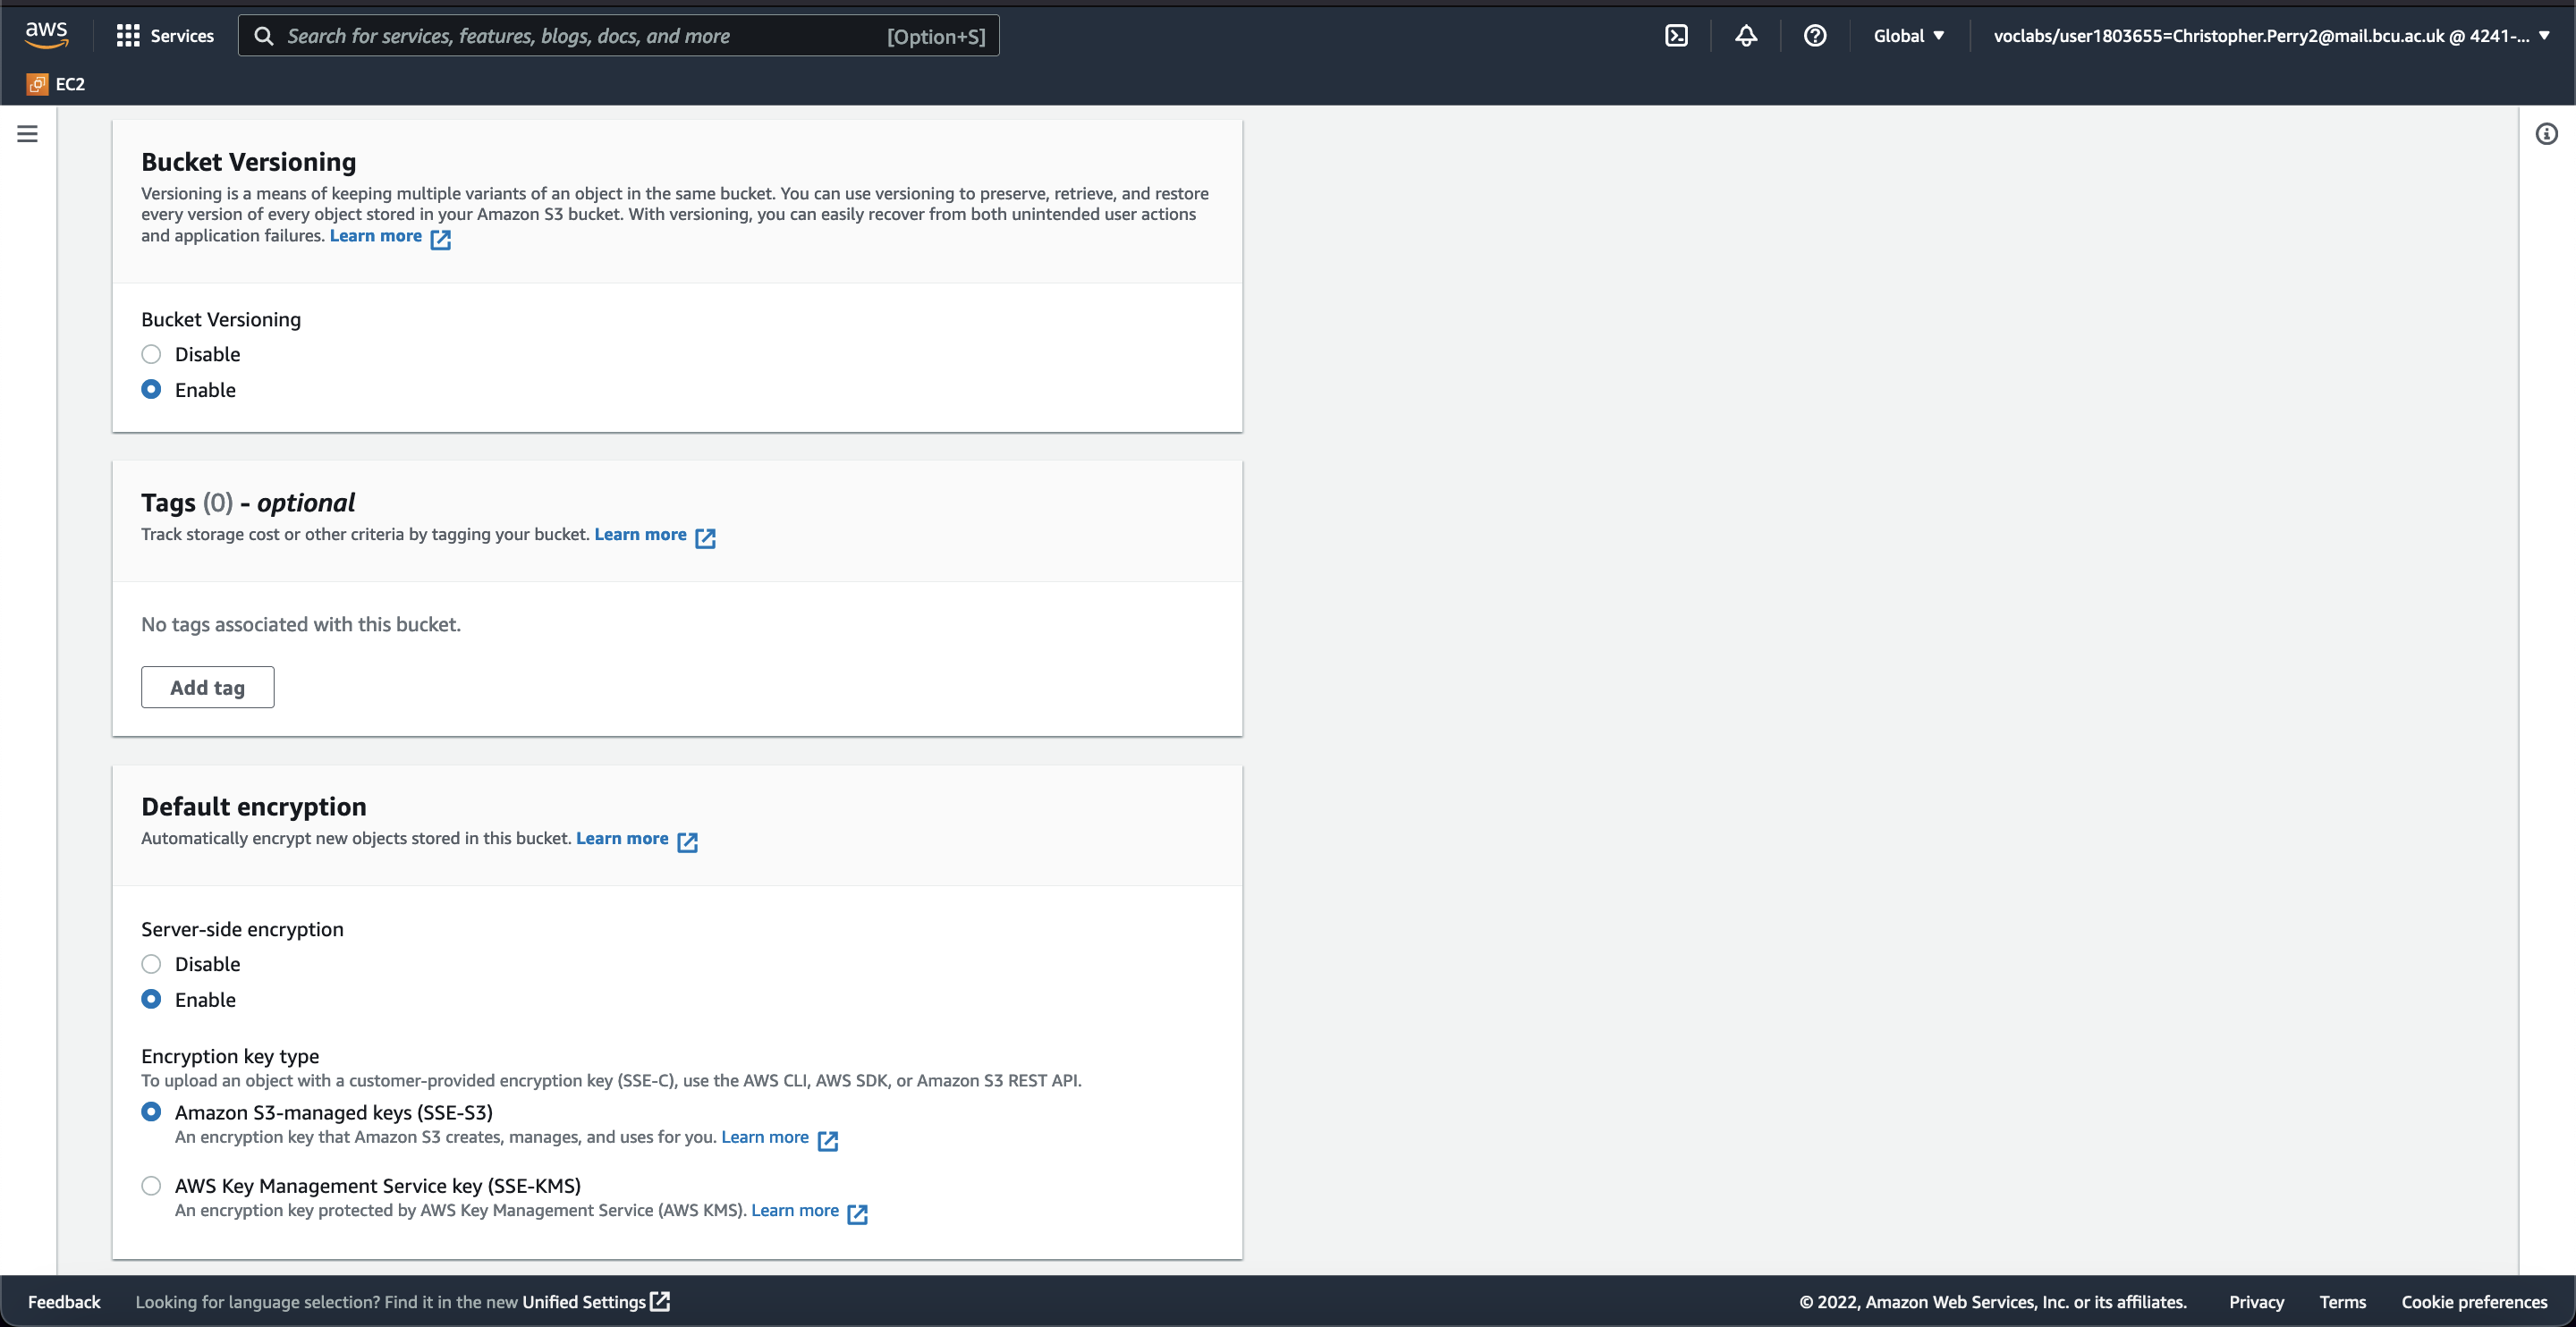 aws
Services
Search for services, features, blogs, docs, and more
[Option+S]
Global
voclabs/user1803655=Christopher.Perry2@mail.bcu.ac.uk @ 4241-...
EC2
Bucket Versioning
Versioning is a means of keeping multiple variants of an object in the same bucket. You can use versioning to preserve, retrieve, and restore
every version of every object stored in your Amazon S3 bucket. With versioning, you can easily recover from both unintended user actions
and application failures. Learn more
Bucket Versioning
Disable
Enable
Tags (0) - optional
Track storage cost or other criteria by tagging your bucket. Learn more
No tags associated with this bucket.
Add tag
Default encryption
Automatically encrypt new objects stored in this bucket. Learn more
Server-side encryption
Disable
Enable
Encryption key type
To upload an object with a customer-provided encryption key (SSE-C), use the AWS CLI, AWS SDK, or Amazon S3 REST API.
Amazon S3-managed keys (SSE-S3)
An encryption key that Amazon S3 creates, manages, and uses for you. Learn more
AWS Key Management Service key (SSE-KMS)
An encryption key protected by AWS Key Management Service (AWS KMS). Learn more
Feedback
Looking for language selection? Find it in the new Unified Settings
© 2022, Amazon Web Services, Inc. or its affiliates.
Privacy
Terms
Cookie preferences